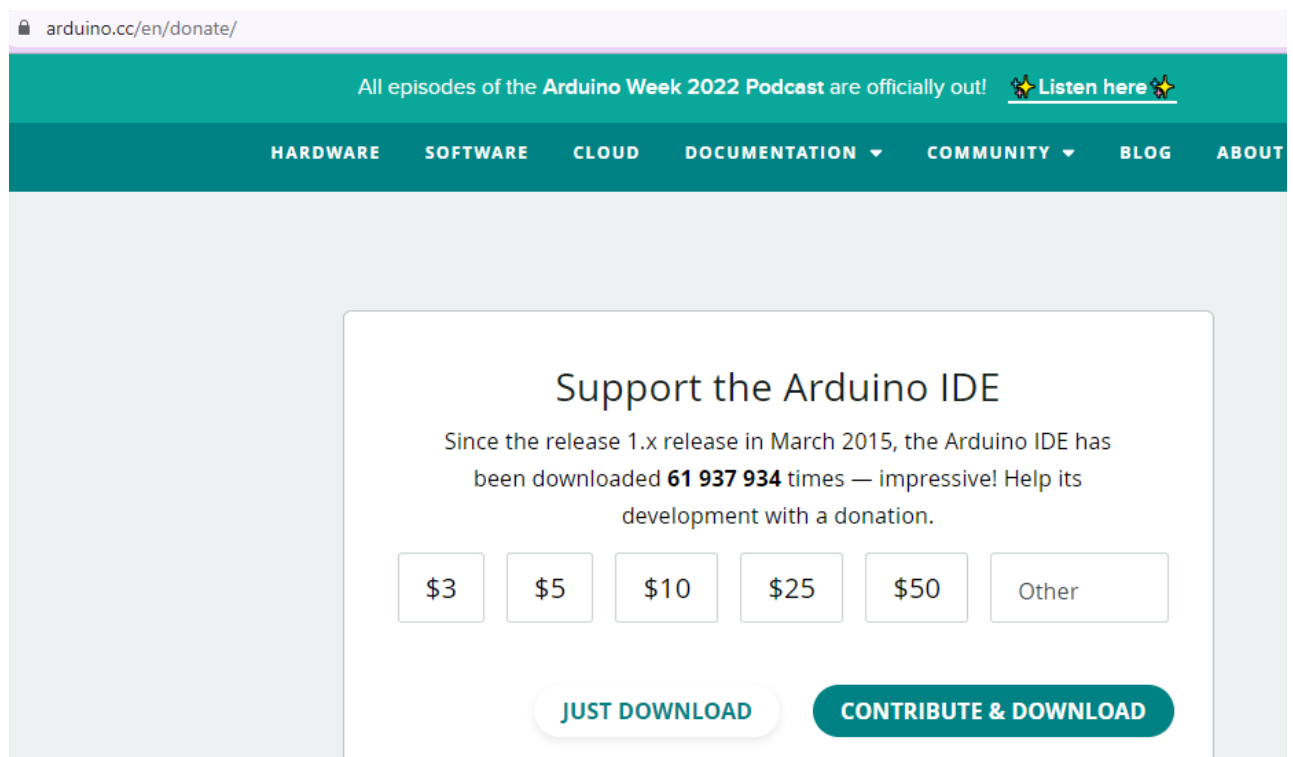 arduino.cc/en/donate/
All episodes of the Arduino Week 2022 Podcast are officially out! ✨Listen here✨
HARDWARE SOFTWARE CLOUD DOCUMENTATION COMMUNITY BLOG ABOUT
Support the Arduino IDE
Since the release 1.x release in March 2015, the Arduino IDE has
been downloaded 61 937 934 times — impressive! Help its
development with a donation.
$3 $5 $10 $25 $50 Other
JUST DOWNLOAD CONTRIBUTE & DOWNLOAD